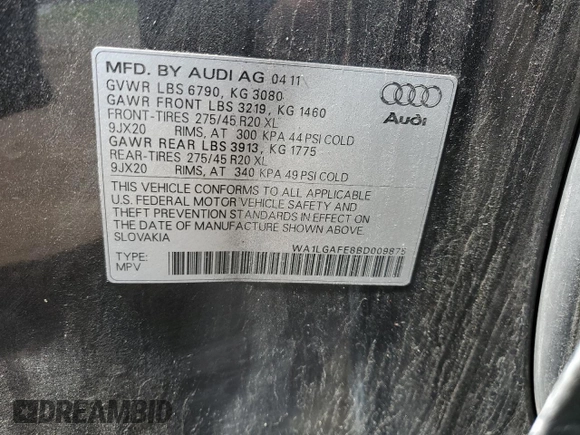 MFD. BY AUDI AG 04 11
GVWR LBS 6790, KG 3080
GAWR FRONT LBS 3219, KG 1460
FRONT-TIRES 275/45 R20 XL
9JX20 RIMS, AT 300 KPA 44 PSI COLD
GAWR REAR LBS 3913, KG 1775
REAR-TIRES 275/45 R20 XL
9JX20 RIMS, AT 340 KPA 49 PSI COLD
THIS VEHICLE CONFORMS TO ALL APPLICABLE
U.S. FEDERAL MOTOR VEHICLE SAFETY AND
THEFT PREVENTION STANDARDS IN EFFECT ON
THE DATE OF MANUFACTURE SHOWN ABOVE.
SLOVAKIA
WA1LGAFE8BD009875
TYPE:
MPV
Audi
DREAMBID